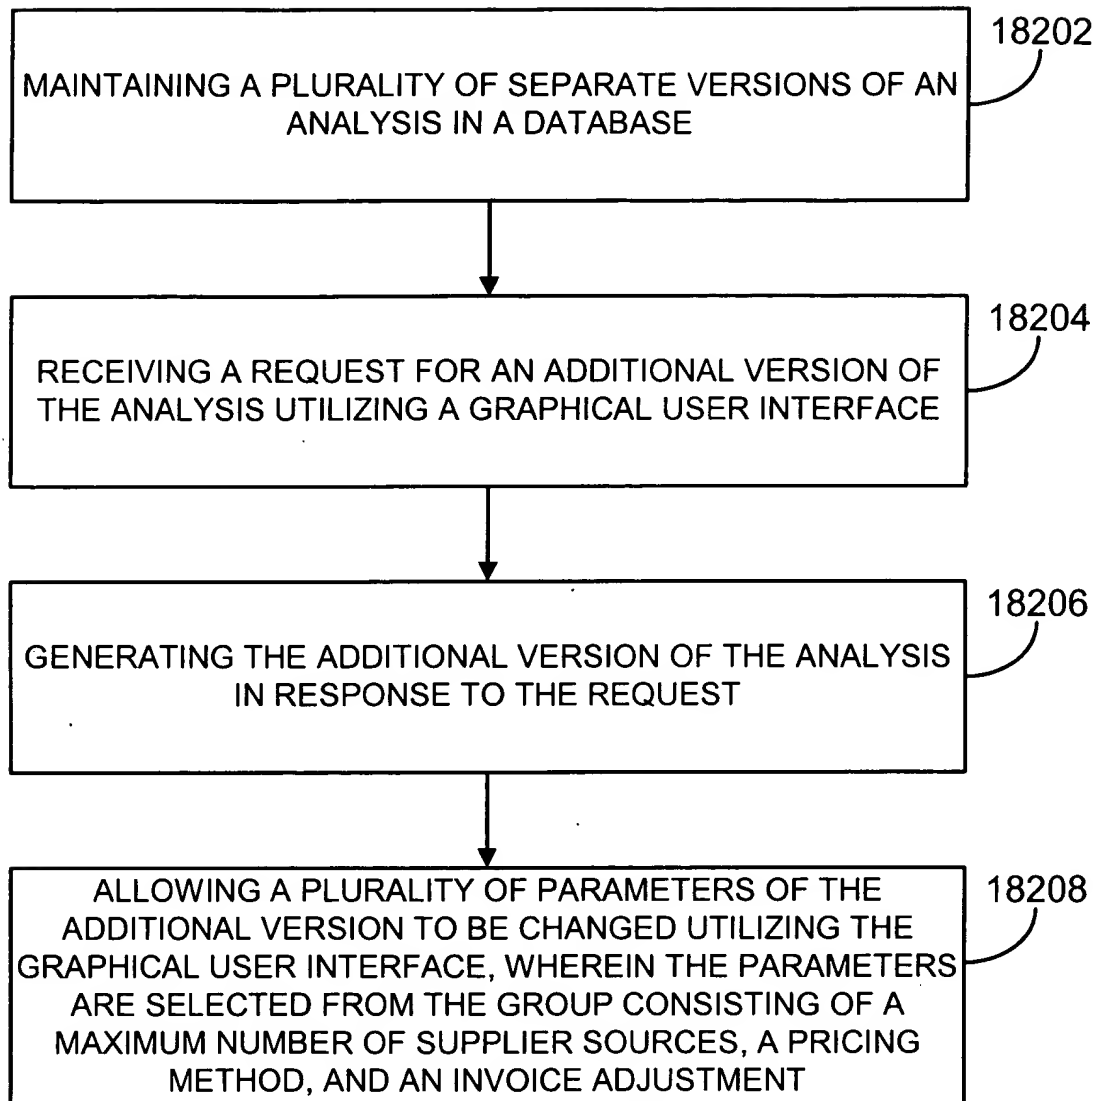 18202
MAINTAINING A PLURALITY OF SEPARATE VERSIONS OF AN
ANALYSIS IN A DATABASE
18204
RECEIVING A REQUEST FOR AN ADDITIONAL VERSION OF
THE ANALYSIS UTILIZING A GRAPHICAL USER INTERFACE
18206
GENERATING THE ADDITIONAL VERSION OF THE ANALYSIS
IN RESPONSE TO THE REQUEST
18208
ALLOWING A PLURALITY OF PARAMETERS OF THE
ADDITIONAL VERSION TO BE CHANGED UTILIZING THE
GRAPHICAL USER INTERFACE, WHEREIN THE PARAMETERS
ARE SELECTED FROM THE GROUP CONSISTING OF A
MAXIMUM NUMBER OF SUPPLIER SOURCES, A PRICING
METHOD, AND AN INVOICE ADJUSTMENT